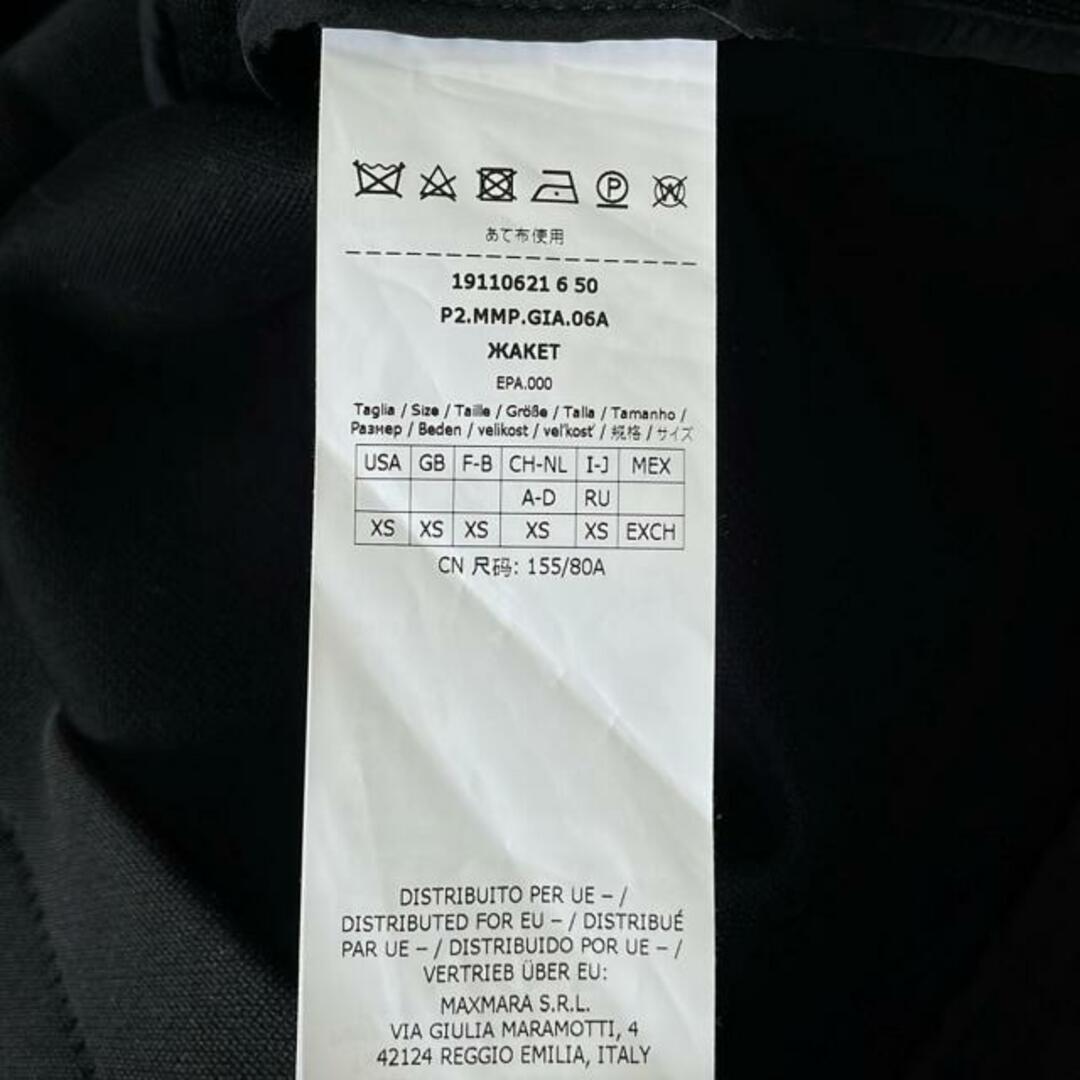 P W
あて布使用
19110621 6 50
P2.MMP.GIA.06A
ЖАКЕТ
EPA.000
Taglia / Size / Taille / Größe / Talla / Tamanho /
Размер / Beden / velikost / veľkosť / 规格 / サイズ
USA GB F-B CH-NL I-J MEX
A-D RU
XS XS XS XS XS EXCH
CN 尺码: 155/80A
DISTRIBUITO PER UE – /
DISTRIBUTED FOR EU – / DISTRIBUÉ
PAR UE – / DISTRIBUIDO POR UE – /
VERTRIEB ÜBER EU:
MAXMARA S.R.L.
VIA GIULIA MARAMOTTI, 4
42124 REGGIO EMILIA, ITALY